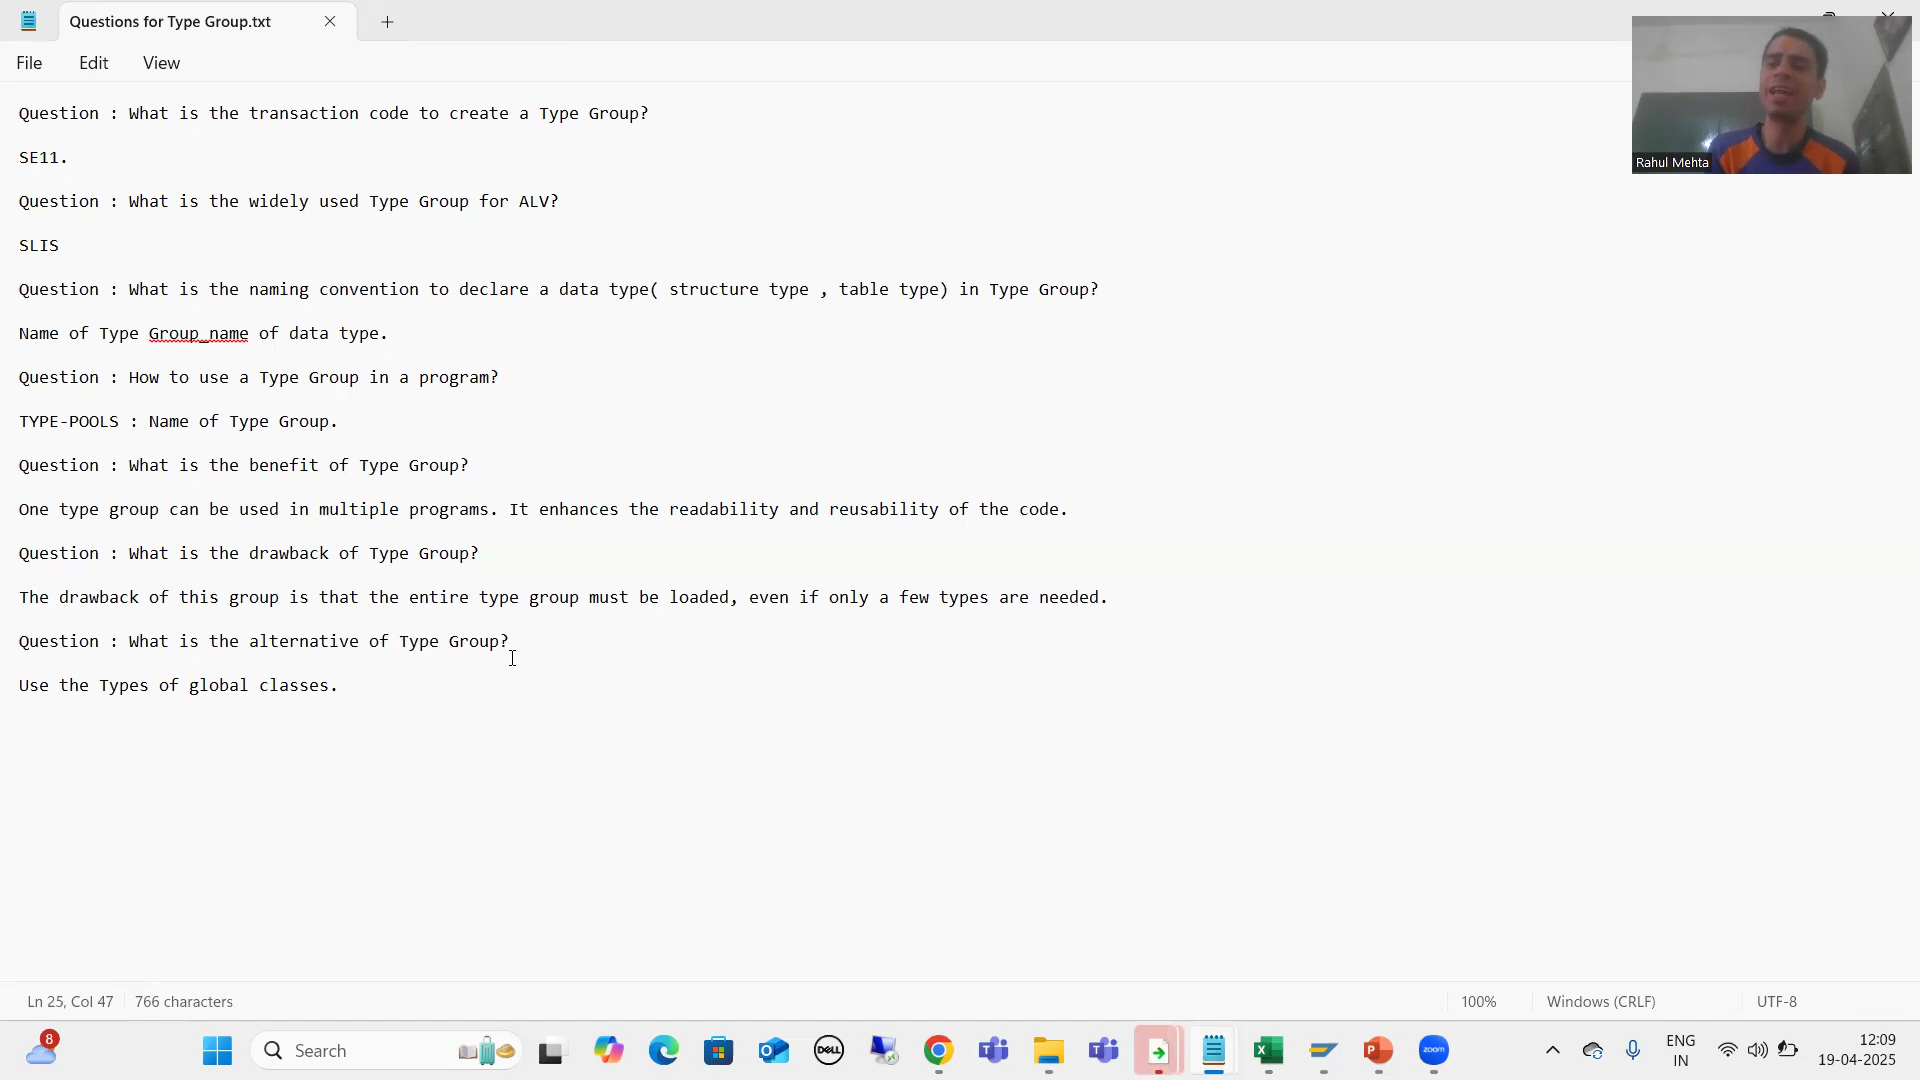 Questions for Type Group.txt
File Edit View
Question : What is the transaction code to create a Type Group?
SE11.
Question : What is the widely used Type Group for ALV?
SLIS
Question : What is the naming convention to declare a data type( structure type , table type) in Type Group?
Name of Type Group_name of data type.
Question : How to use a Type Group in a program?
TYPE-POOLS : Name of Type Group.
Question : What is the benefit of Type Group?
One type group can be used in multiple programs. It enhances the readability and reusability of the code.
Question : What is the drawback of Type Group?
The drawback of this group is that the entire type group must be loaded, even if only a few types are needed.
Question : What is the alternative of Type Group?
Use the Types of global classes.
Rahul Mehta
Ln 25, Col 47 766 characters 100% Windows (CRLF) UTF-8
8
Search
DELL
zoom
ENG
IN
12:09
19-04-2025